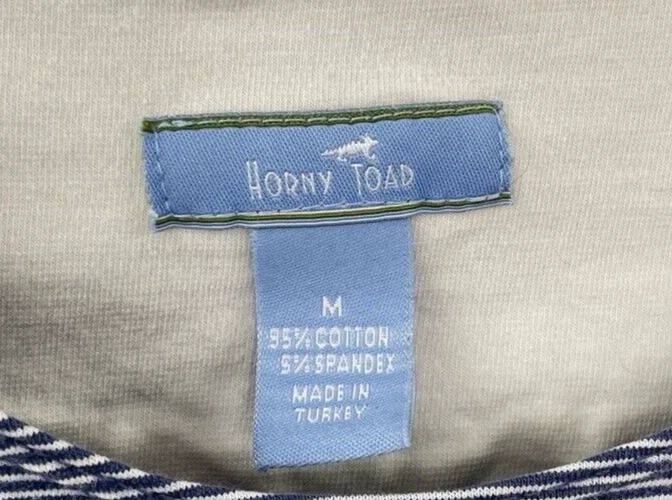 HORNY TOAD
M
95% COTTON
5% SPANDEX
MADE IN
TURKEY